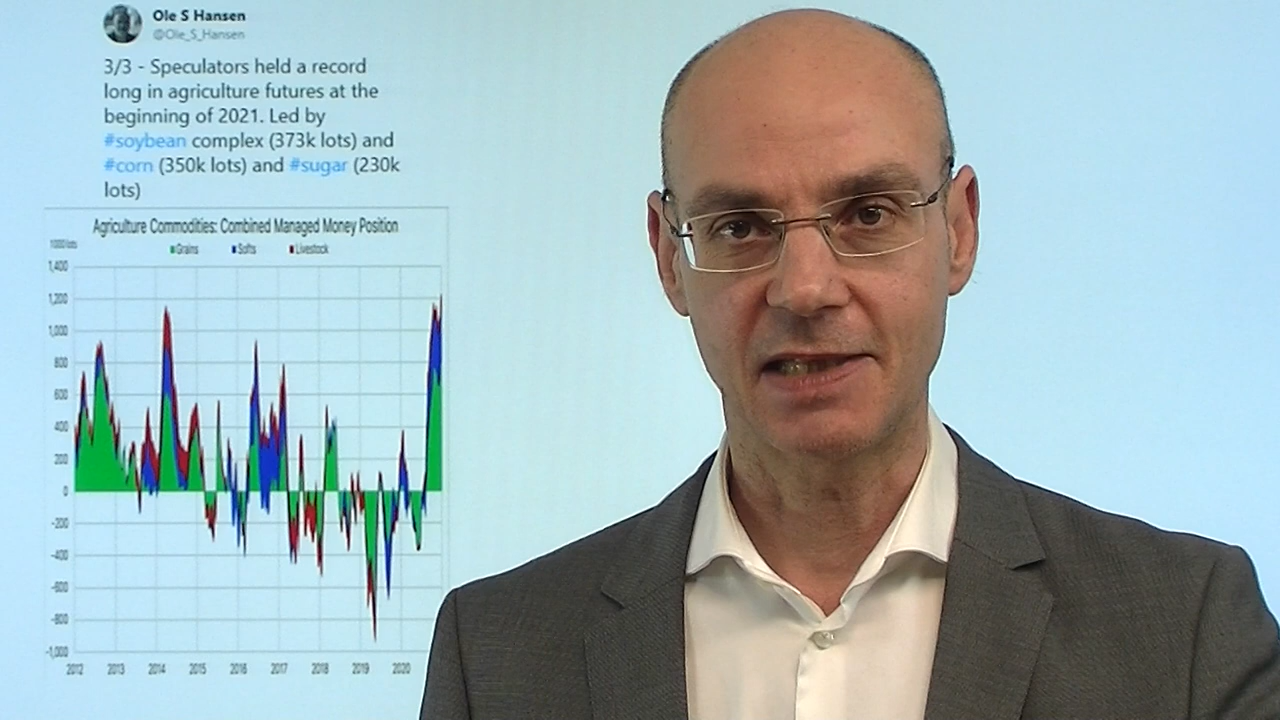 Ole S Hansen
@Ole_S_Hansen
3/3 - Speculators held a record
long in agriculture futures at the
beginning of 2021. Led by
#soybean complex (373k lots) and
#corn (350k lots) and #sugar (230k
lots)
Agriculture Commodities: Combined Managed Money Position
1000 lots
Grains Softs Livestock
1,400
1,200
1,000
800
600
400
200
0
-200
-400
-600
-800
-1,000
2012 2013 2014 2015 2016 2017 2018 2019 2020